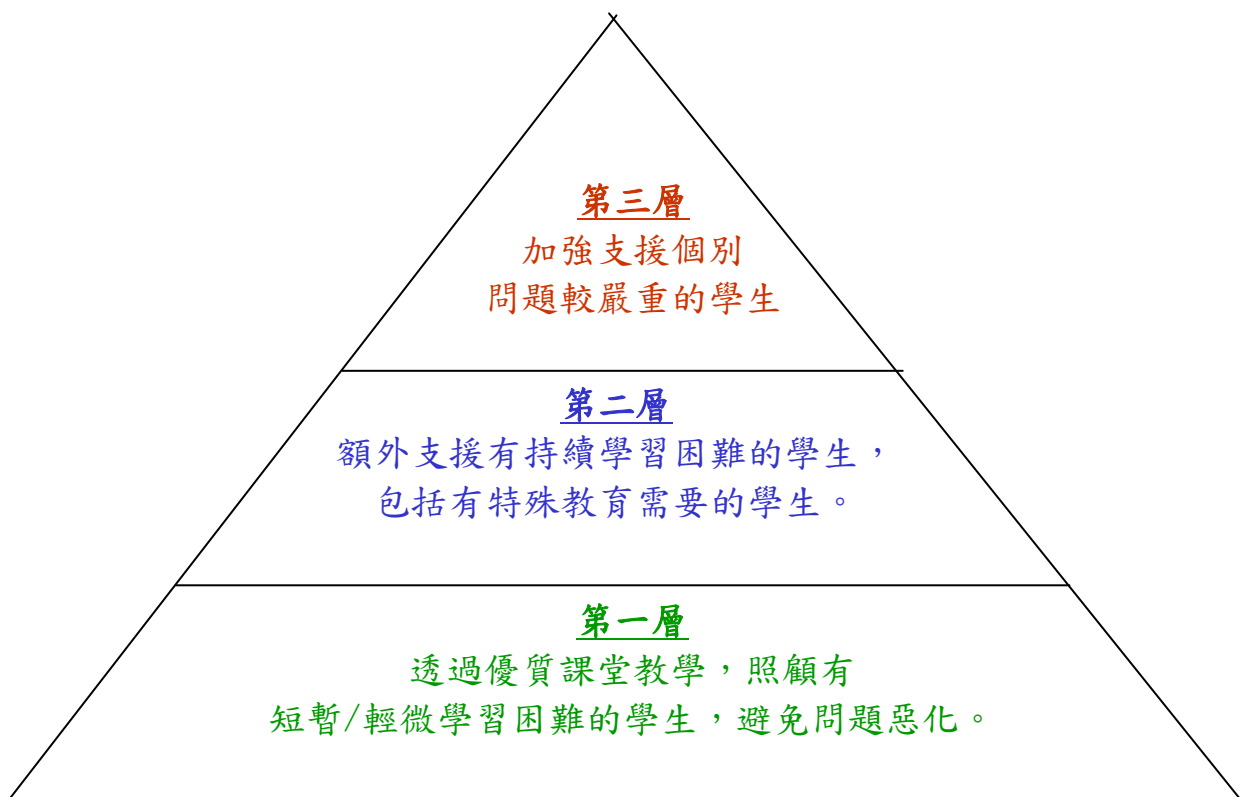 第三層
加強支援個別
問題較嚴重的學生
第二層
額外支援有持續學習困難的學生，
包括有特殊教育需要的學生。
第一層
透過優質課堂教學，照顧有
短暫/輕微學習困難的學生，避免問題惡化。